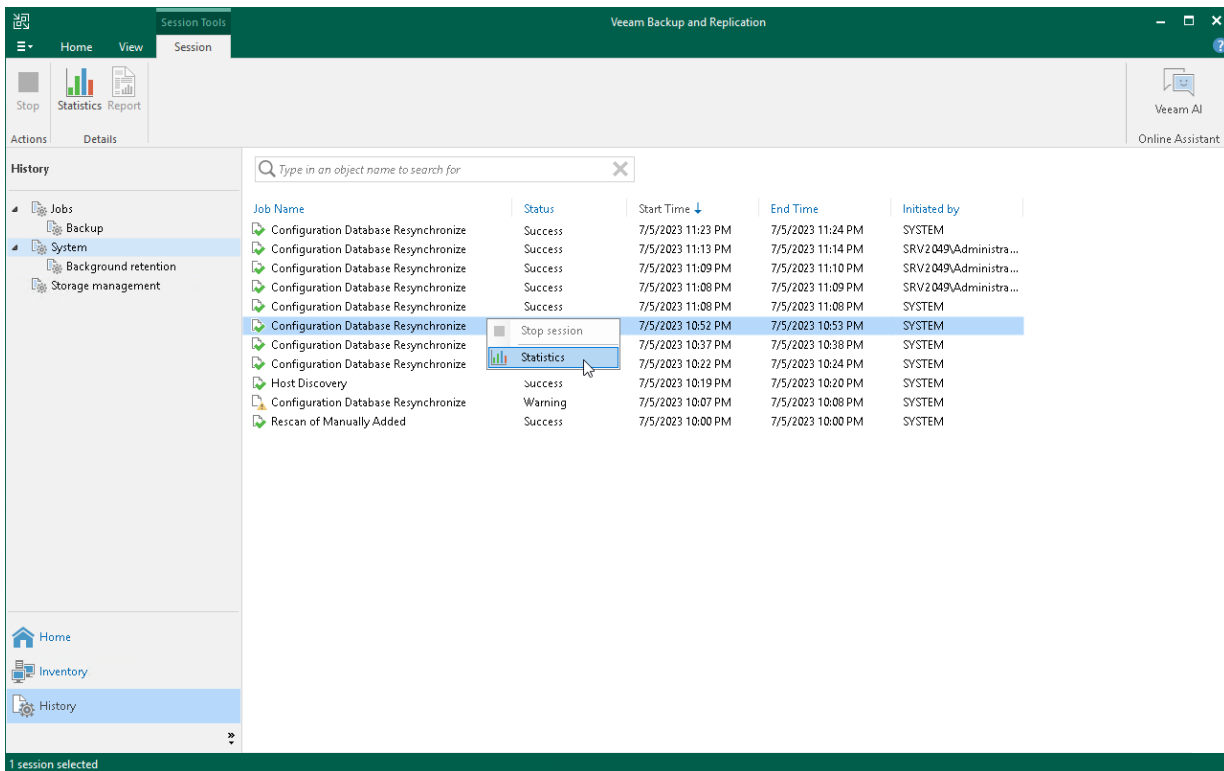 Session Tools
Veeam Backup and Replication
Home View Session
Stop Statistics Report
Veeam AI
Actions Details
Online Assistant
History
Type in an object name to search for
Jobs
Backup
System
Background retention
Storage management
Job Name Status Start Time End Time Initiated by
Configuration Database Resynchronize Success 7/5/2023 11:23 PM 7/5/2023 11:24 PM SYSTEM
Configuration Database Resynchronize Success 7/5/2023 11:13 PM 7/5/2023 11:14 PM SRV2049\Administra...
Configuration Database Resynchronize Success 7/5/2023 11:09 PM 7/5/2023 11:10 PM SRV2049\Administra...
Configuration Database Resynchronize Success 7/5/2023 11:08 PM 7/5/2023 11:09 PM SRV2049\Administra...
Configuration Database Resynchronize Success 7/5/2023 11:08 PM 7/5/2023 11:08 PM SYSTEM
Configuration Database Resynchronize 7/5/2023 10:52 PM 7/5/2023 10:53 PM SYSTEM
Configuration Database Resynchronize 7/5/2023 10:37 PM 7/5/2023 10:38 PM SYSTEM
Configuration Database Resynchronize 7/5/2023 10:22 PM 7/5/2023 10:24 PM SYSTEM
Host Discovery Success 7/5/2023 10:19 PM 7/5/2023 10:20 PM SYSTEM
Configuration Database Resynchronize Warning 7/5/2023 10:07 PM 7/5/2023 10:08 PM SYSTEM
Rescan of Manually Added Success 7/5/2023 10:00 PM 7/5/2023 10:00 PM SYSTEM
Stop session
Statistics
Home
Inventory
History
1 session selected